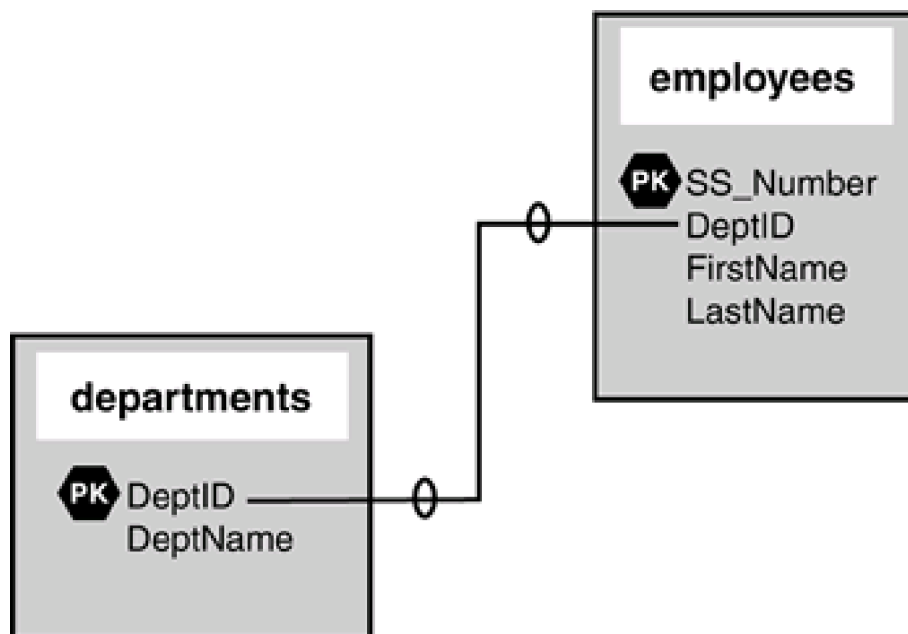 employees
PK SS_Number
DeptID
FirstName
LastName
departments
PK DeptID
DeptName